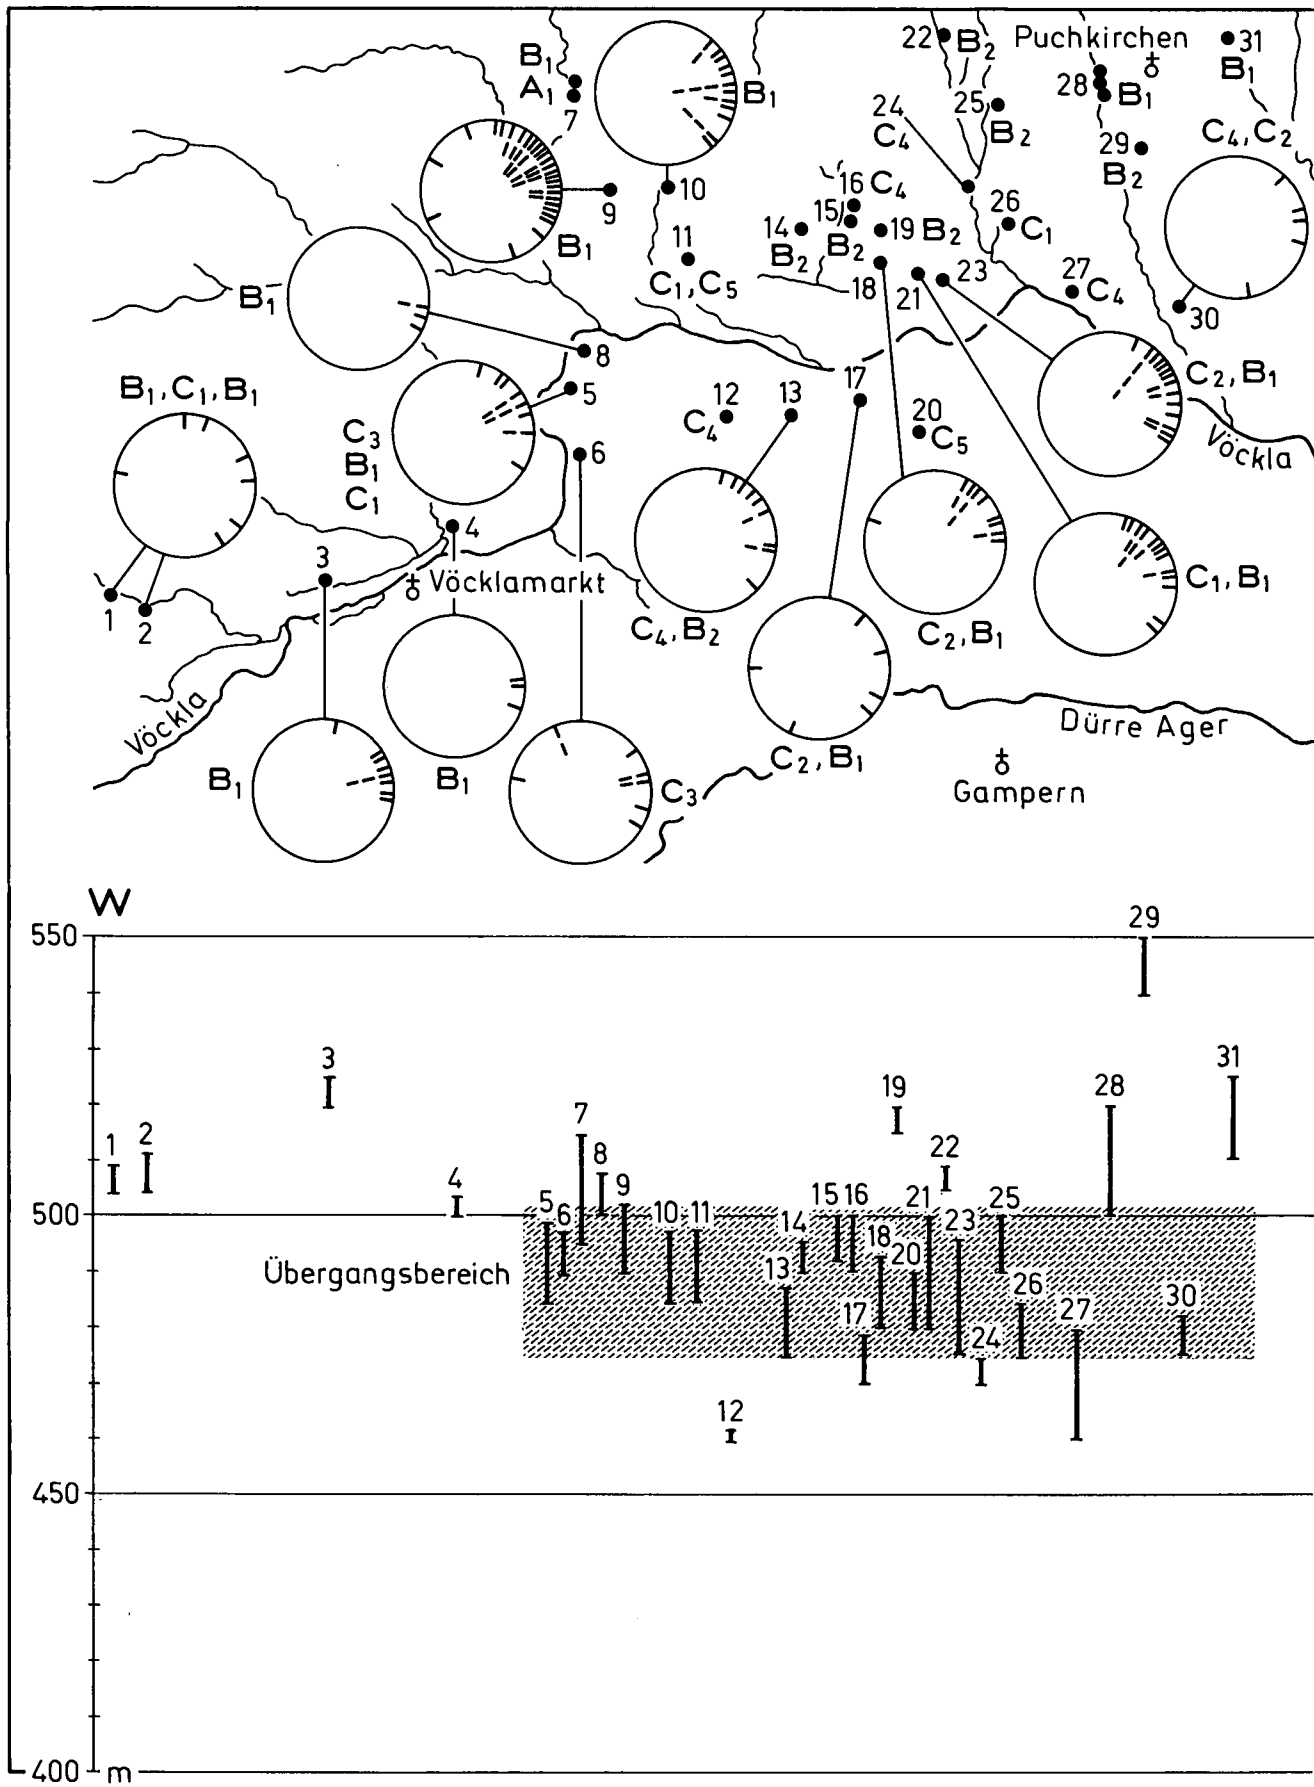 22 B₂
Puchkirchen
31
B₁
B₁
A₁
7
B₁
28 B₁
24
C₄
25
B₂
C₄, C₂
29
B₂
9
B₁
10
16 C₄
15
B₂
14
B₂
19 B₂
26
C₁
11
C₁, C₅
18
21
23
27
C₄
30
B₁
8
B₁, C₁, B₁
5
C₃
B₁
C₁
12
C₄
13
17
20
C₅
C₂, B₁
Vöckla
6
4
3
Vöcklamarkt
1
2
C₄, B₂
C₂, B₁
C₁, B₁
Vöckla
Dürre Ager
B₁
B₁
C₃
C₂, B₁
Gampern
W
550
29
3
31
19
28
7
1
2
8
22
4
9
500
5
6
10
11
14
15
16
21
25
23
18
20
Übergangsbereich
13
17
24
26
27
30
12
450
400 m